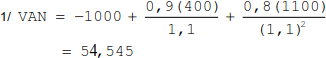 1/ VAN = -1000 + 0,9(400)/1,1 + 0,8(1100)/(1,1)²
= 54,545